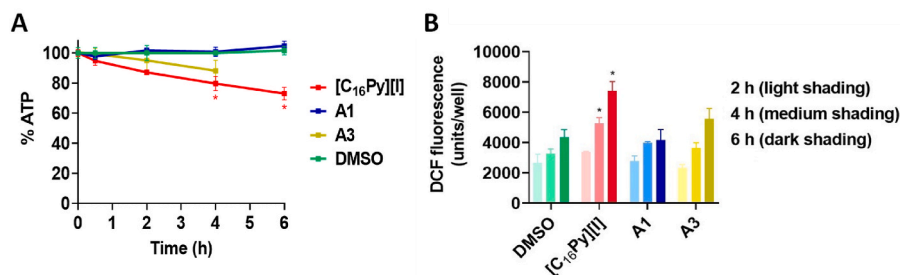 A
% ATP
100
80
60
40
20
0
0 1 2 3 4 5 6
Time (h)
*
*
[C₁₆Py][I]
A1
A3
DMSO
B
DCF fluorescence
(units/well)
10000
8000
6000
4000
2000
0
* *
DMSO
[C₁₆Py][I]
A1
A3
2 h (light shading)
4 h (medium shading)
6 h (dark shading)